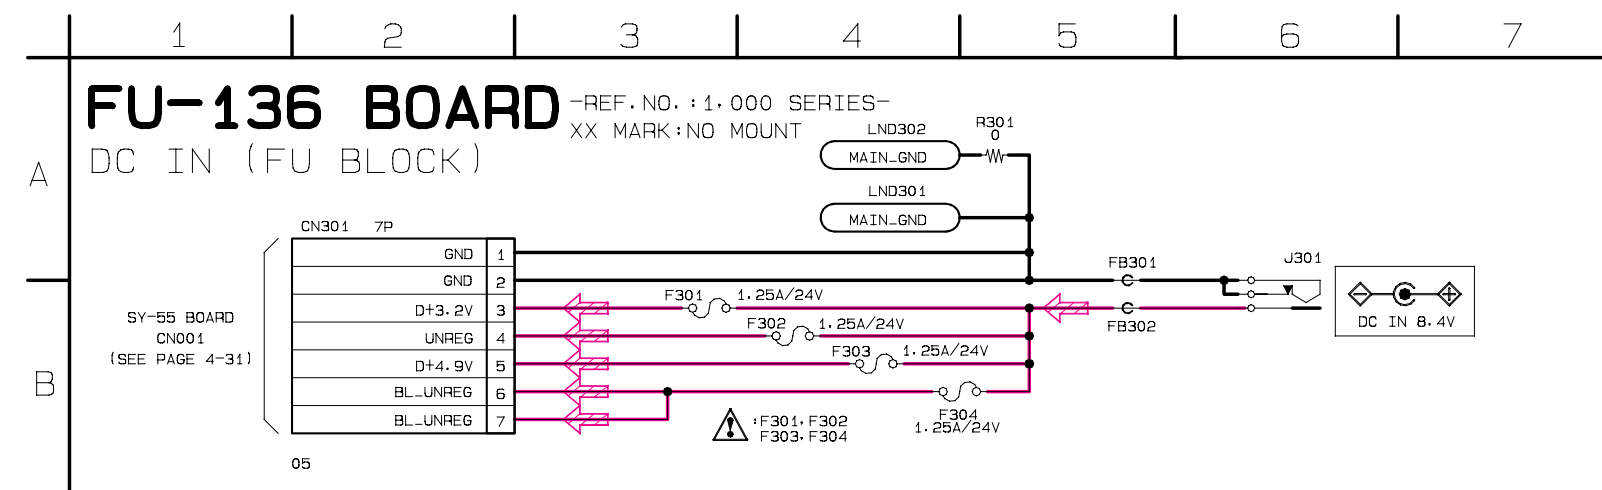 1 2 3 4 5 6 7
FU-136 BOARD -REF.NO.:1,000 SERIES-
XX MARK:NO MOUNT
DC IN (FU BLOCK)
A
B
LND302
MAIN_GND
R301
0
LND301
MAIN_GND
CN301 7P
GND 1
GND 2
D+3.2V 3
UNREG 4
D+4.9V 5
BL_UNREG 6
BL_UNREG 7
SY-55 BOARD
CN001
(SEE PAGE 4-31)
05
F301 1.25A/24V
F302 1.25A/24V
F303 1.25A/24V
F304
1.25A/24V
:F301,F302
F303,F304
FB301
FB302
J301
DC IN 8.4V